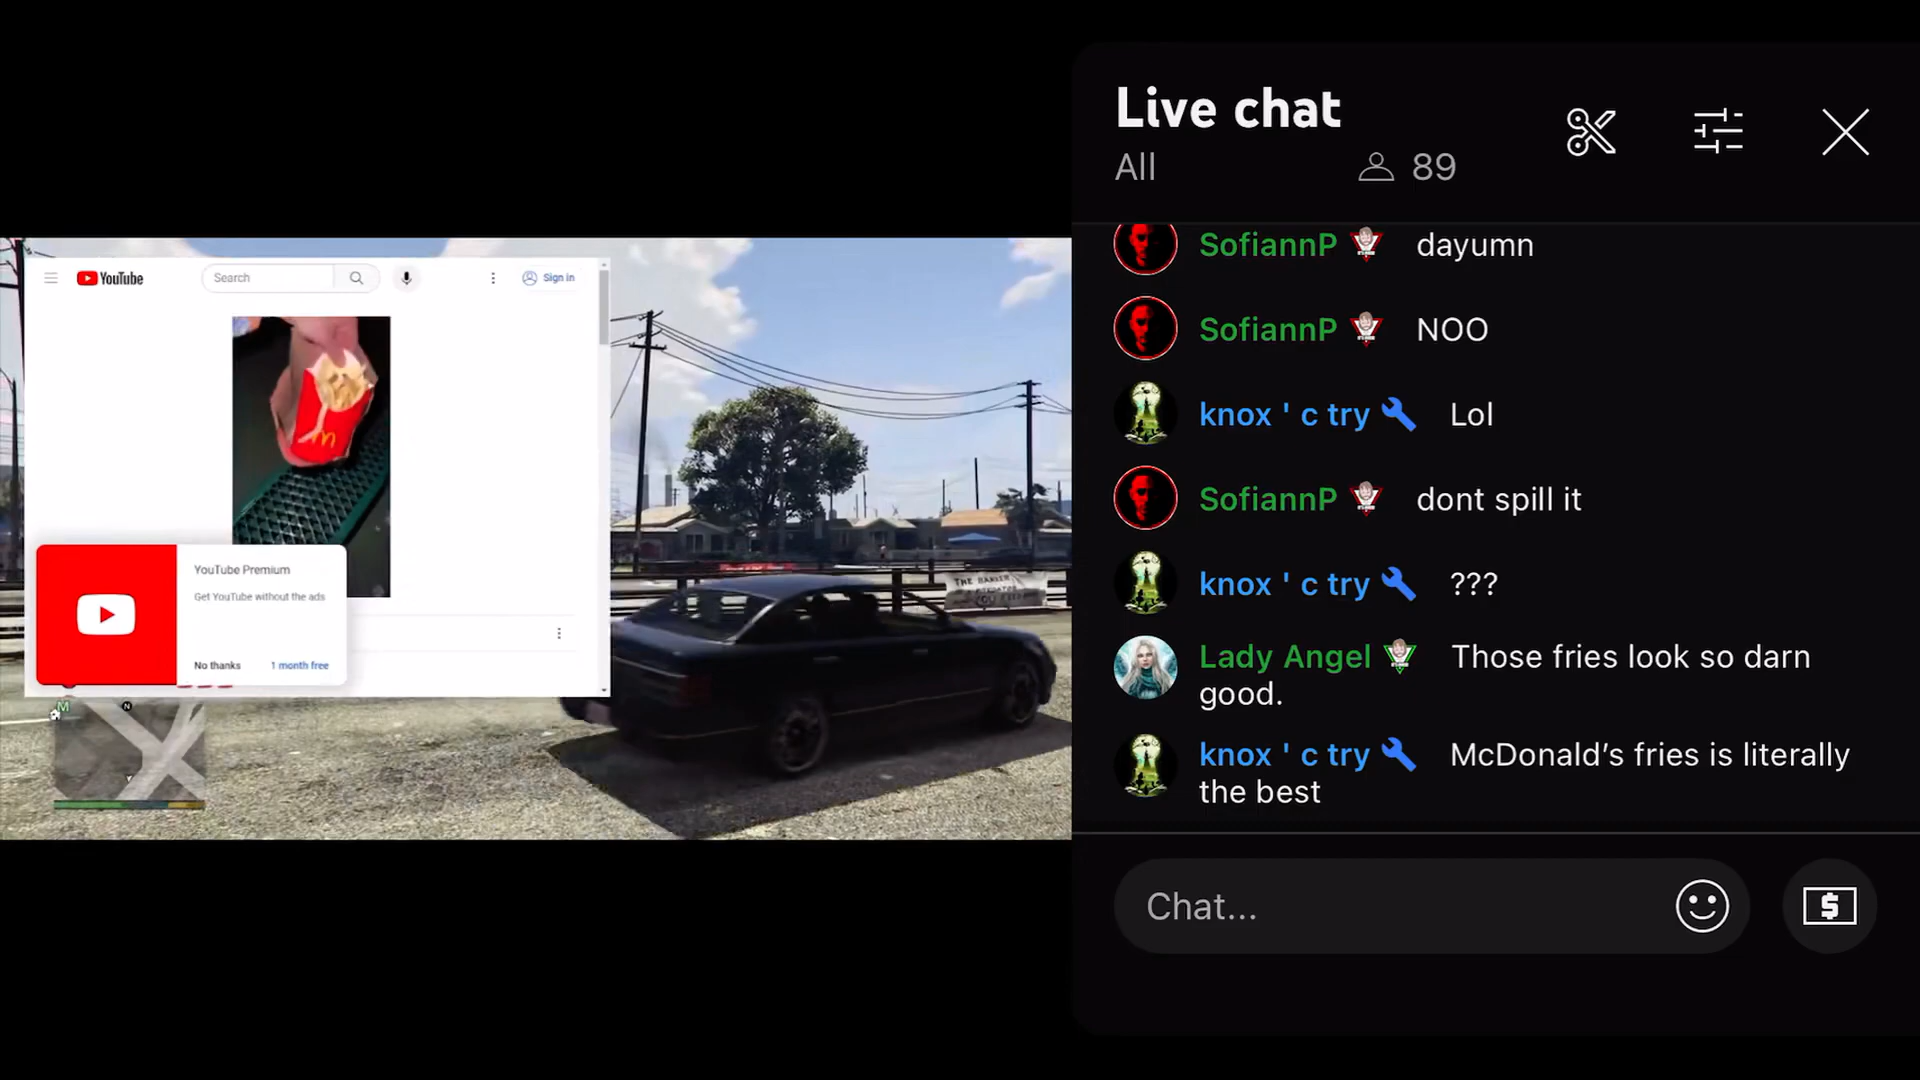 YouTube
Search
Sign in
YouTube Premium
Get YouTube without the ads
No thanks
1 month free
M
N
THE BANKER
Live chat
All
89
SofiannP dayumn
SofiannP NOO
knox ' c try Lol
SofiannP dont spill it
knox ' c try ???
Lady Angel Those fries look so darn
good.
knox ' c try McDonald’s fries is literally
the best
Chat...
$